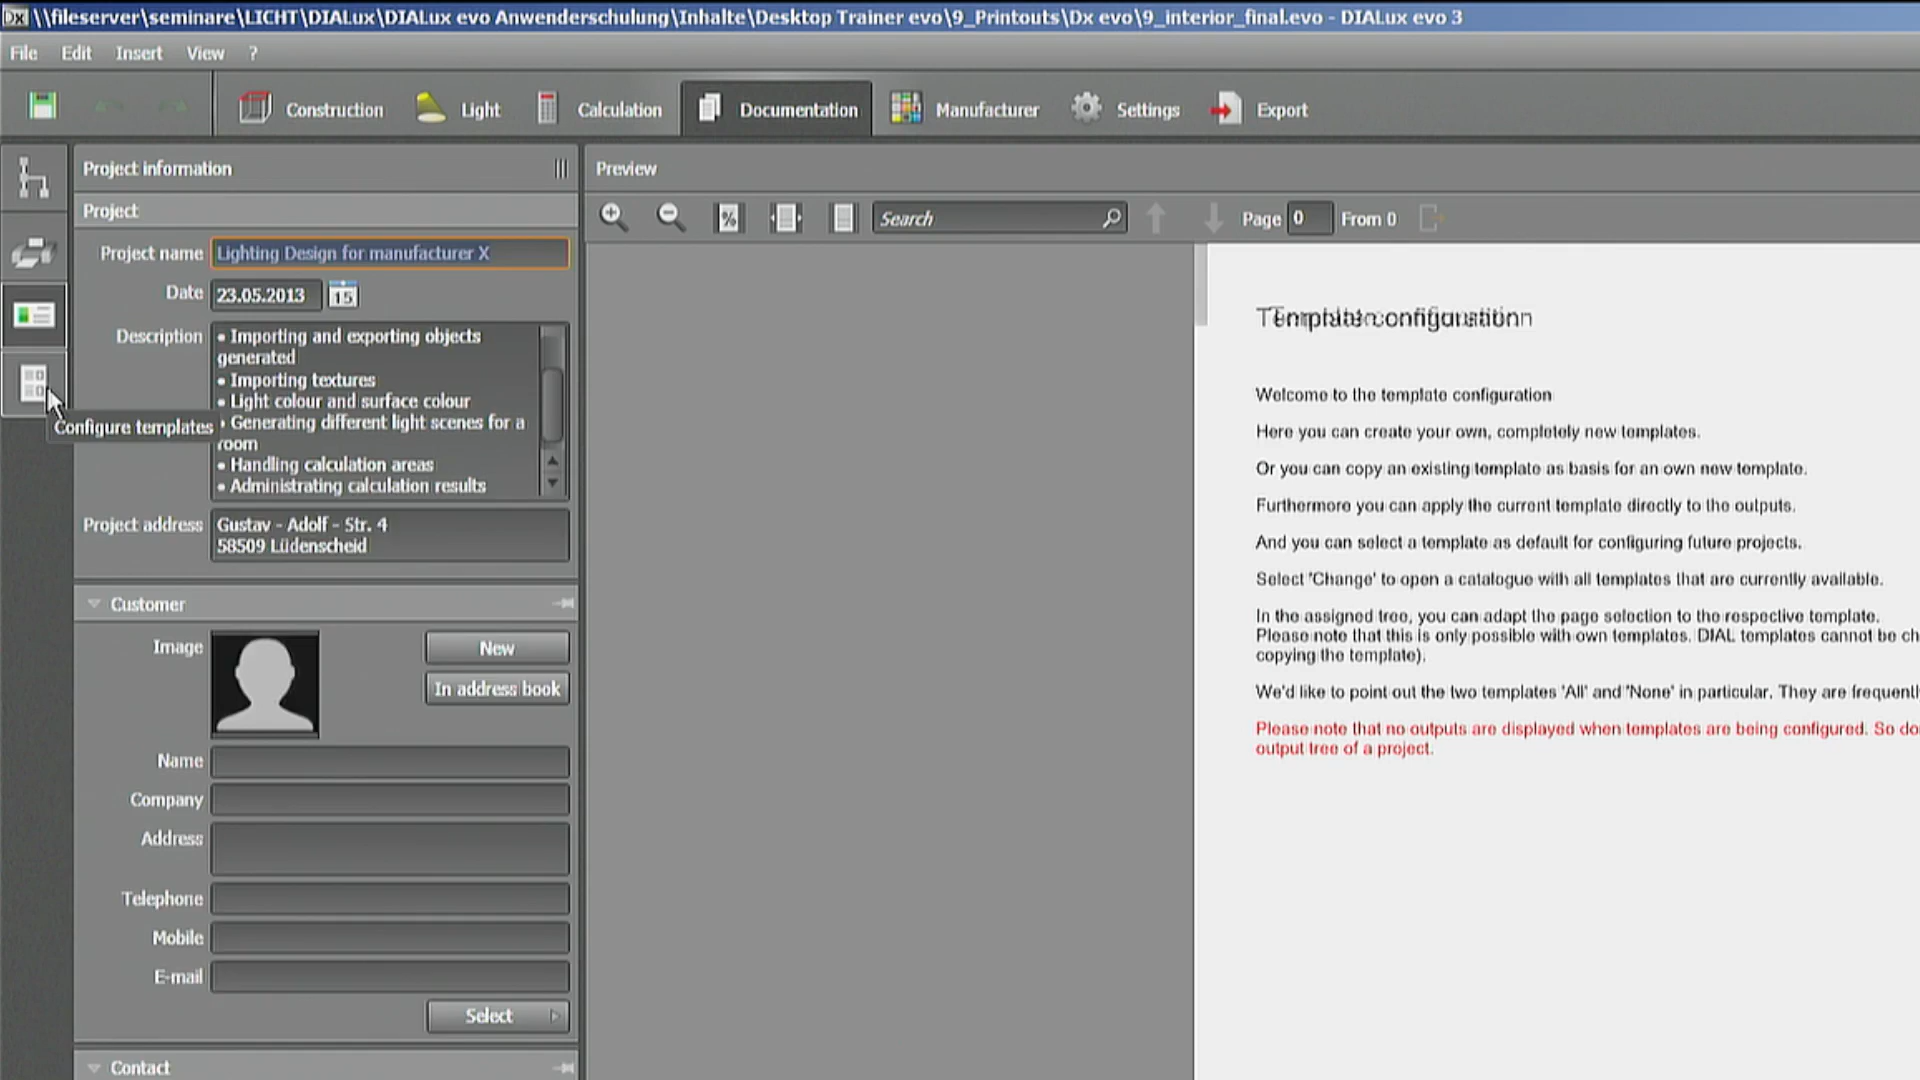 Dx \\fileserver\seminare\LICHT\DIALux\DIALux evo Anwenderschulung\Inhalte\Desktop Trainer evo\9_Printouts\Dx evo\9_interior_final.evo - DIALux evo 3
File Edit Insert View ?
Construction Light Calculation Documentation Manufacturer Settings Export
Project information
Preview
Project
% Search Page 0 From 0
Project name Lighting Design for manufacturer X
Date 23.05.2013 15
Description • Importing and exporting objects
generated
• Importing textures
• Light colour and surface colour
• Generating different light scenes for a
room
• Handling calculation areas
• Administrating calculation results
Configure templates
Project address Gustav - Adolf - Str. 4
58509 Lüdenscheid
Customer
Image New
In address book
Name
Company
Address
Telephone
Mobile
E-mail
Select
Contact
Template configuration
Welcome to the template configuration
Here you can create your own, completely new templates.
Or you can copy an existing template as basis for an own new template.
Furthermore you can apply the current template directly to the outputs.
And you can select a template as default for configuring future projects.
Select 'Change' to open a catalogue with all templates that are currently available.
In the assigned tree, you can adapt the page selection to the respective template.
Please note that this is only possible with own templates. DIAL templates cannot be ch
copying the template).
We'd like to point out the two templates 'All' and 'None' in particular. They are frequentl
Please note that no outputs are displayed when templates are being configured. So do
output tree of a project.